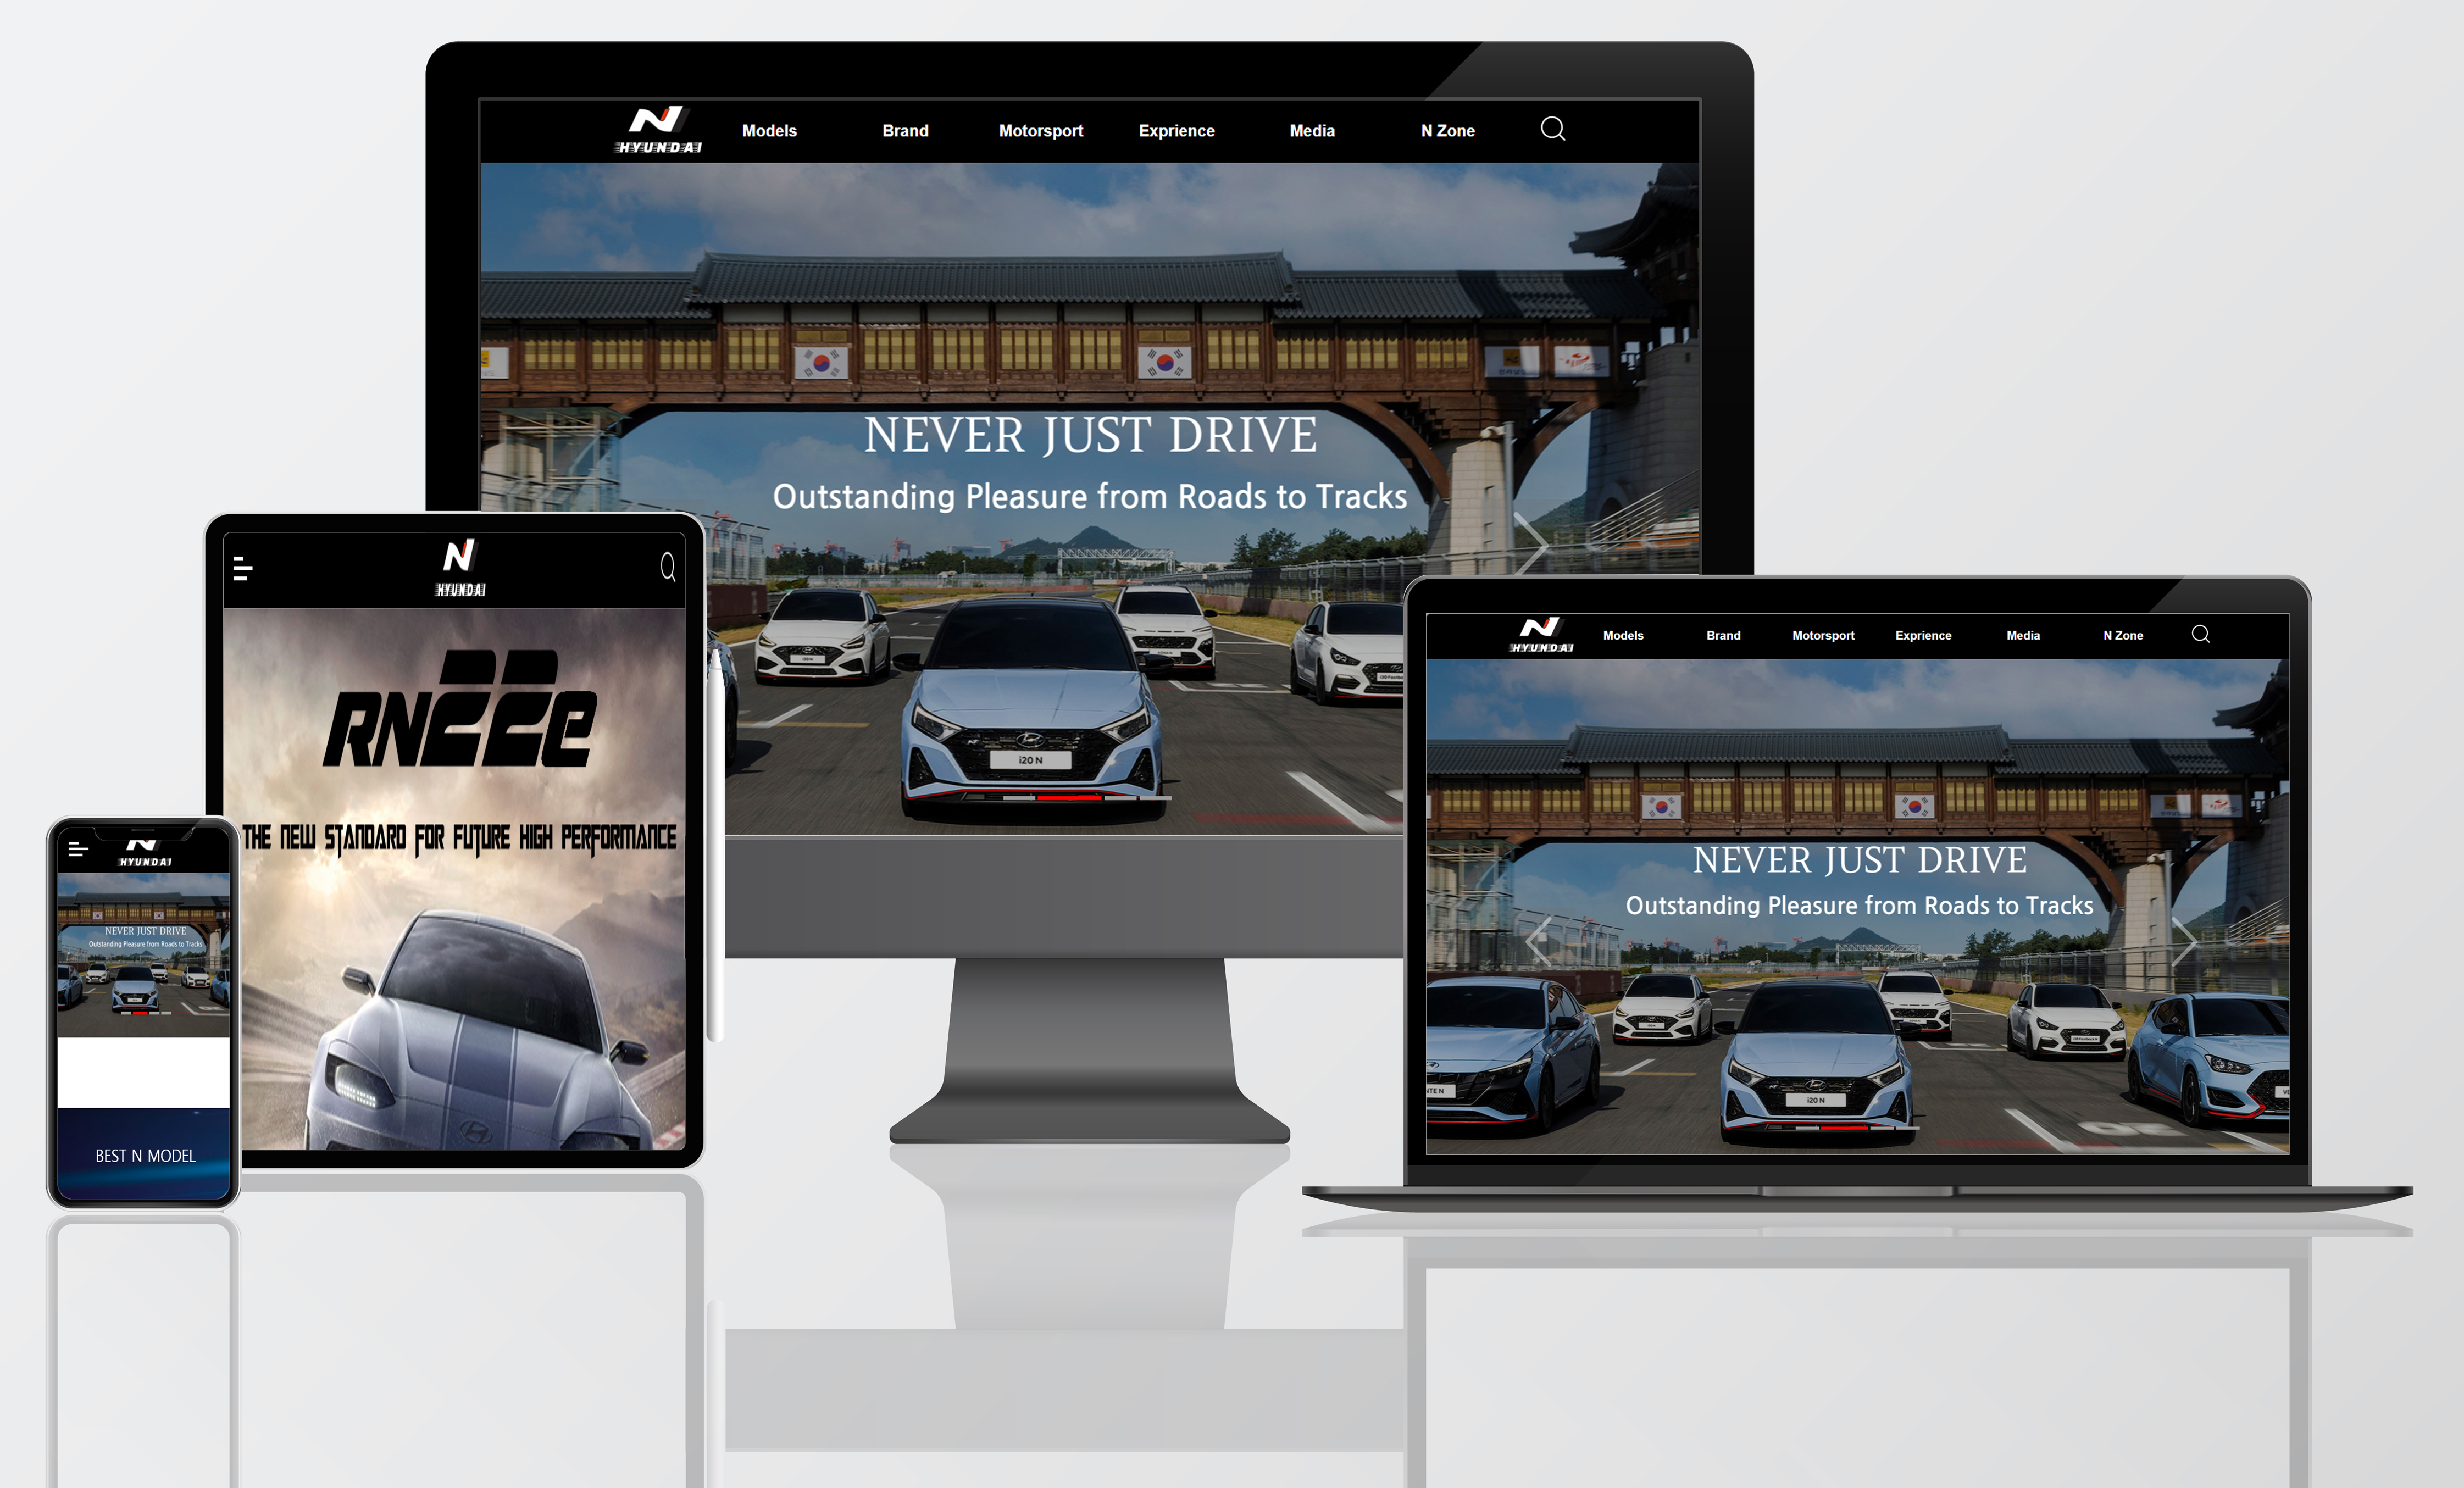 N
HYUNDAI
Models Brand Motorsport Exprience Media N Zone
NEVER JUST DRIVE
Outstanding Pleasure from Roads to Tracks
i20 N
N
HYUNDAI
RN22e
THE NEW STANDARD FOR FUTURE HIGH PERFORMANCE
N
HYUNDAI
NEVER JUST DRIVE
Outstanding Pleasure from Roads to Tracks
BEST N MODEL
N
HYUNDAI
Models Brand Motorsport Exprience Media N Zone
NEVER JUST DRIVE
Outstanding Pleasure from Roads to Tracks
NTE N
i20 N